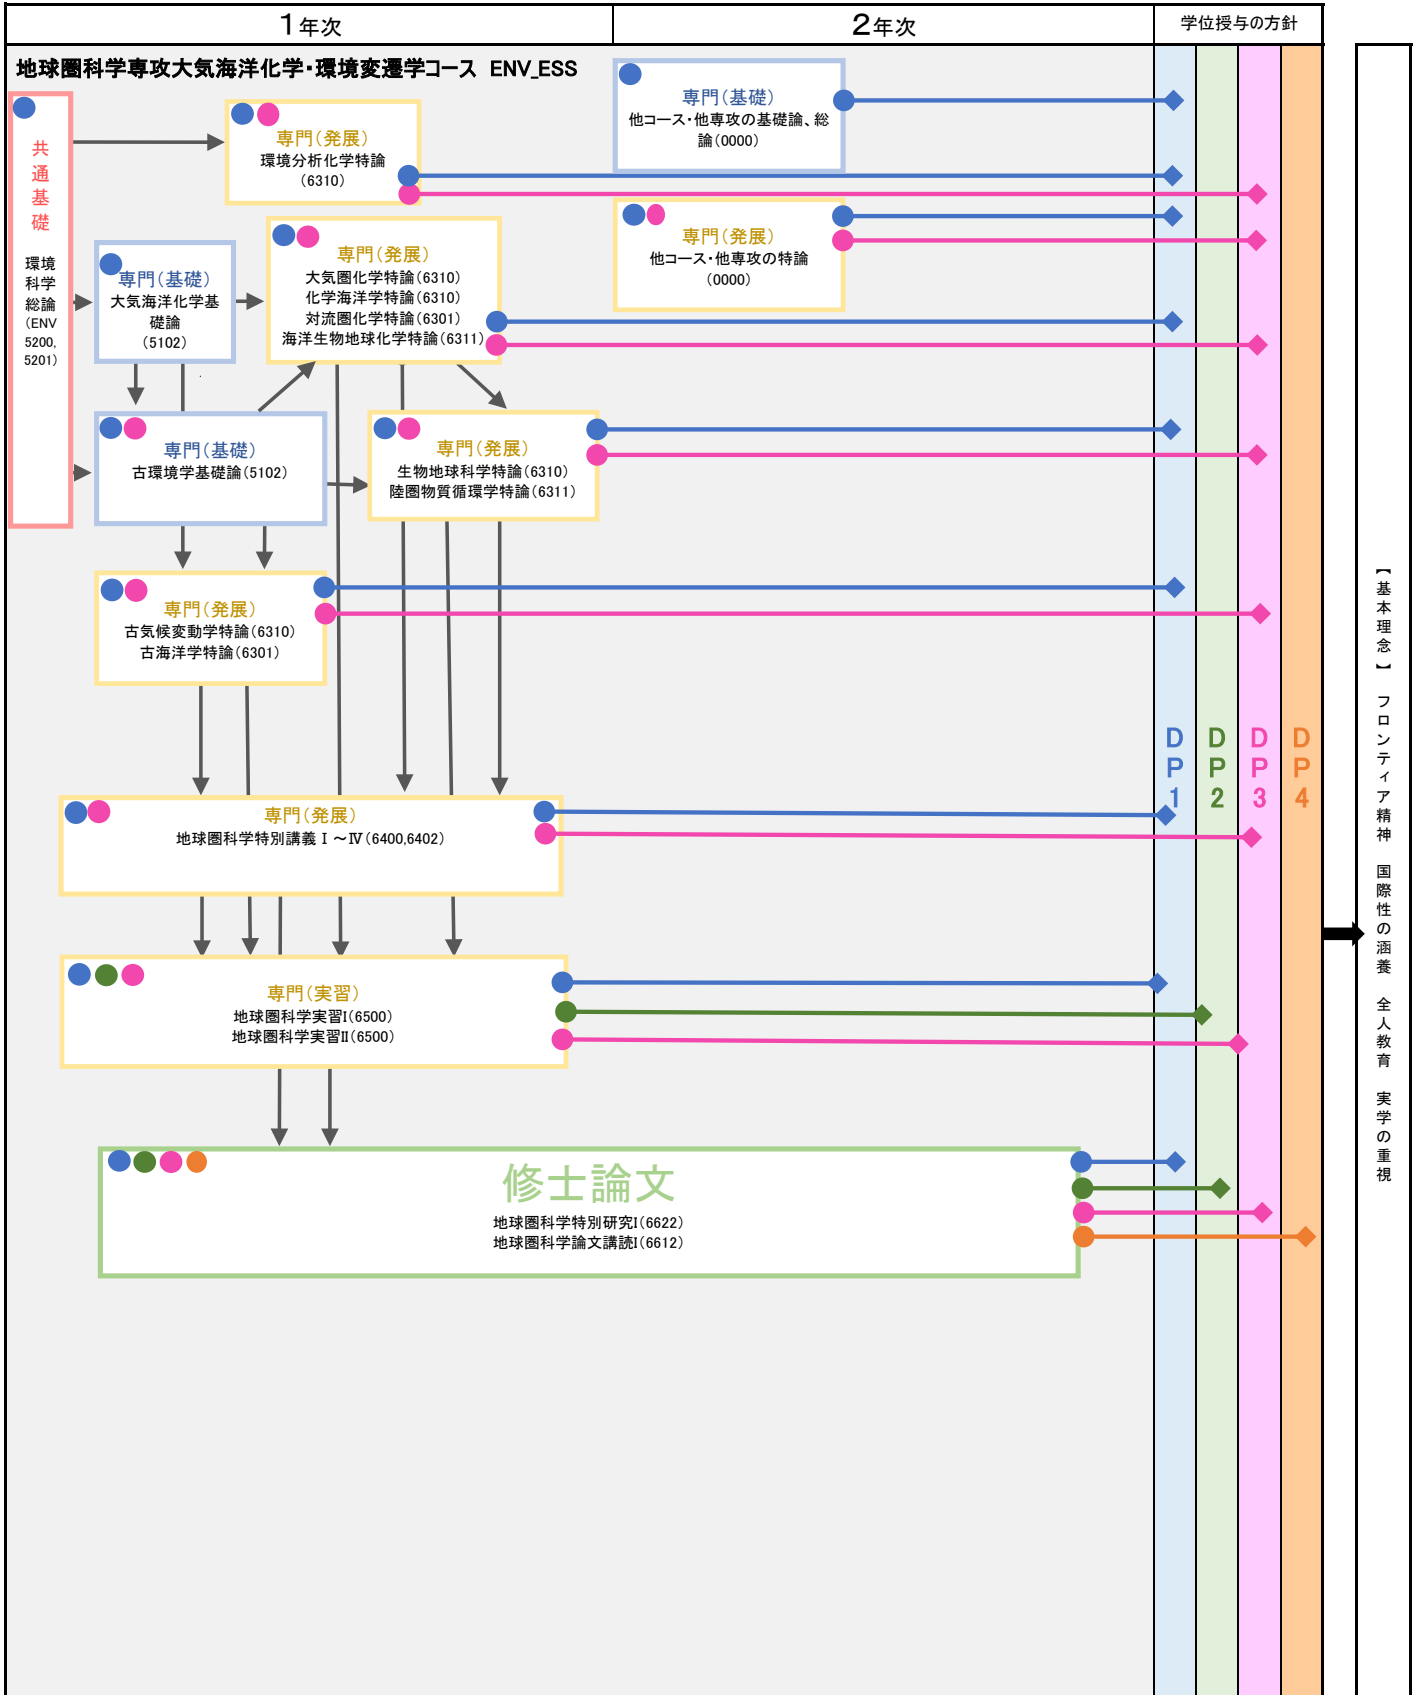 1年次
2年次
学位授与の方針
地球圏科学専攻大気海洋化学・環境変遷学コース ENV_ESS
共
通
基
礎
環境
科学
総論
(ENV
5200,
5201)
専門(発展)
環境分析化学特論
(6310)
専門(基礎)
他コース・他専攻の基礎論、総
論(0000)
専門(発展)
他コース・他専攻の特論
(0000)
専門(基礎)
大気海洋化学基
礎論
(5102)
専門(発展)
大気圏化学特論(6310)
化学海洋学特論(6310)
対流圏化学特論(6301)
海洋生物地球化学特論(6311)
専門(基礎)
古環境学基礎論(5102)
専門(発展)
生物地球科学特論(6310)
陸圏物質循環学特論(6311)
専門(発展)
古気候変動学特論(6310)
古海洋学特論(6301)
専門(発展)
地球圏科学特別講義Ⅰ～Ⅳ(6400,6402)
専門(実習)
地球圏科学実習I(6500)
地球圏科学実習II(6500)
修士論文
地球圏科学特別研究I(6622)
地球圏科学論文講読I(6612)
DP1
DP2
DP3
DP4
【基本理念】 フロンティア精神 国際性の涵養 全人教育 実学の重視